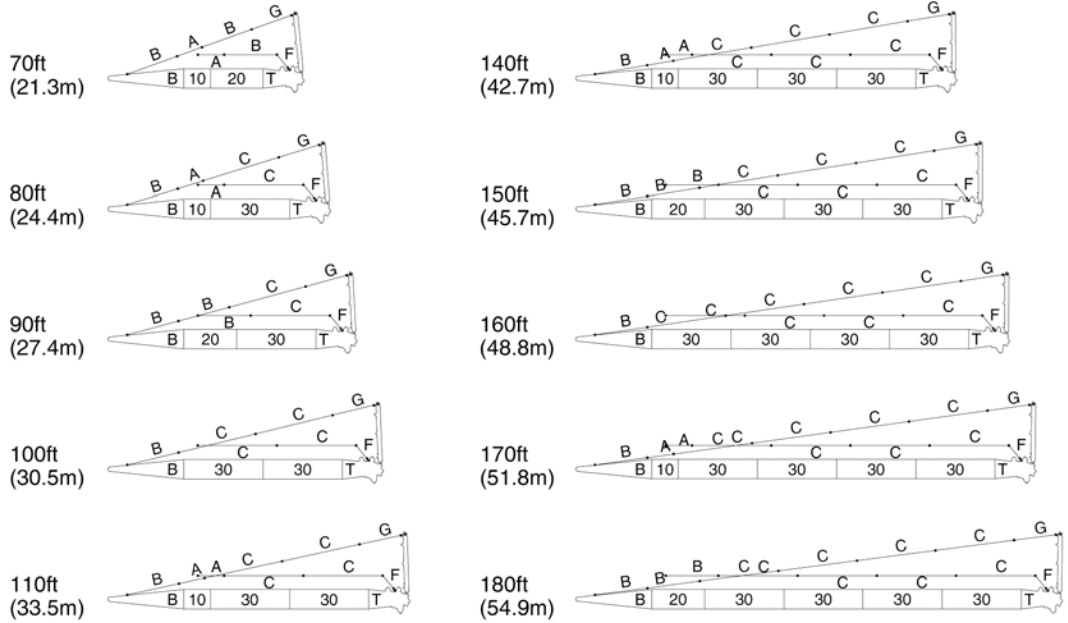 G
B
A
B
B
F
A
70ft
(21.3m)
B 10 20 T
G
C
A
B
C
F
A
80ft
(24.4m)
B 10 30 T
G
C
B
B
C
F
B
90ft
(27.4m)
B 20 30 T
G
C
C
B
C
F
C
100ft
(30.5m)
B 30 30 T
G
C
C
A A
B
C
F
C
110ft
(33.5m)
B 10 30 30 T
G
C
C
C
A A
B
C
F
C C
140ft
(42.7m)
B 10 30 30 30 T
G
C
C
C
B B
B
C
F
C C
150ft
(45.7m)
B 20 30 30 30 T
G
C
C
C
C
C
B
C
F
C C
160ft
(48.8m)
B 30 30 30 30 T
G
C
C
C
A A C C
B
C
F
C C
170ft
(51.8m)
B 10 30 30 30 30 T
G
C
C
C
B B C C
B
C
F
C C
180ft
(54.9m)
B 20 30 30 30 30 T